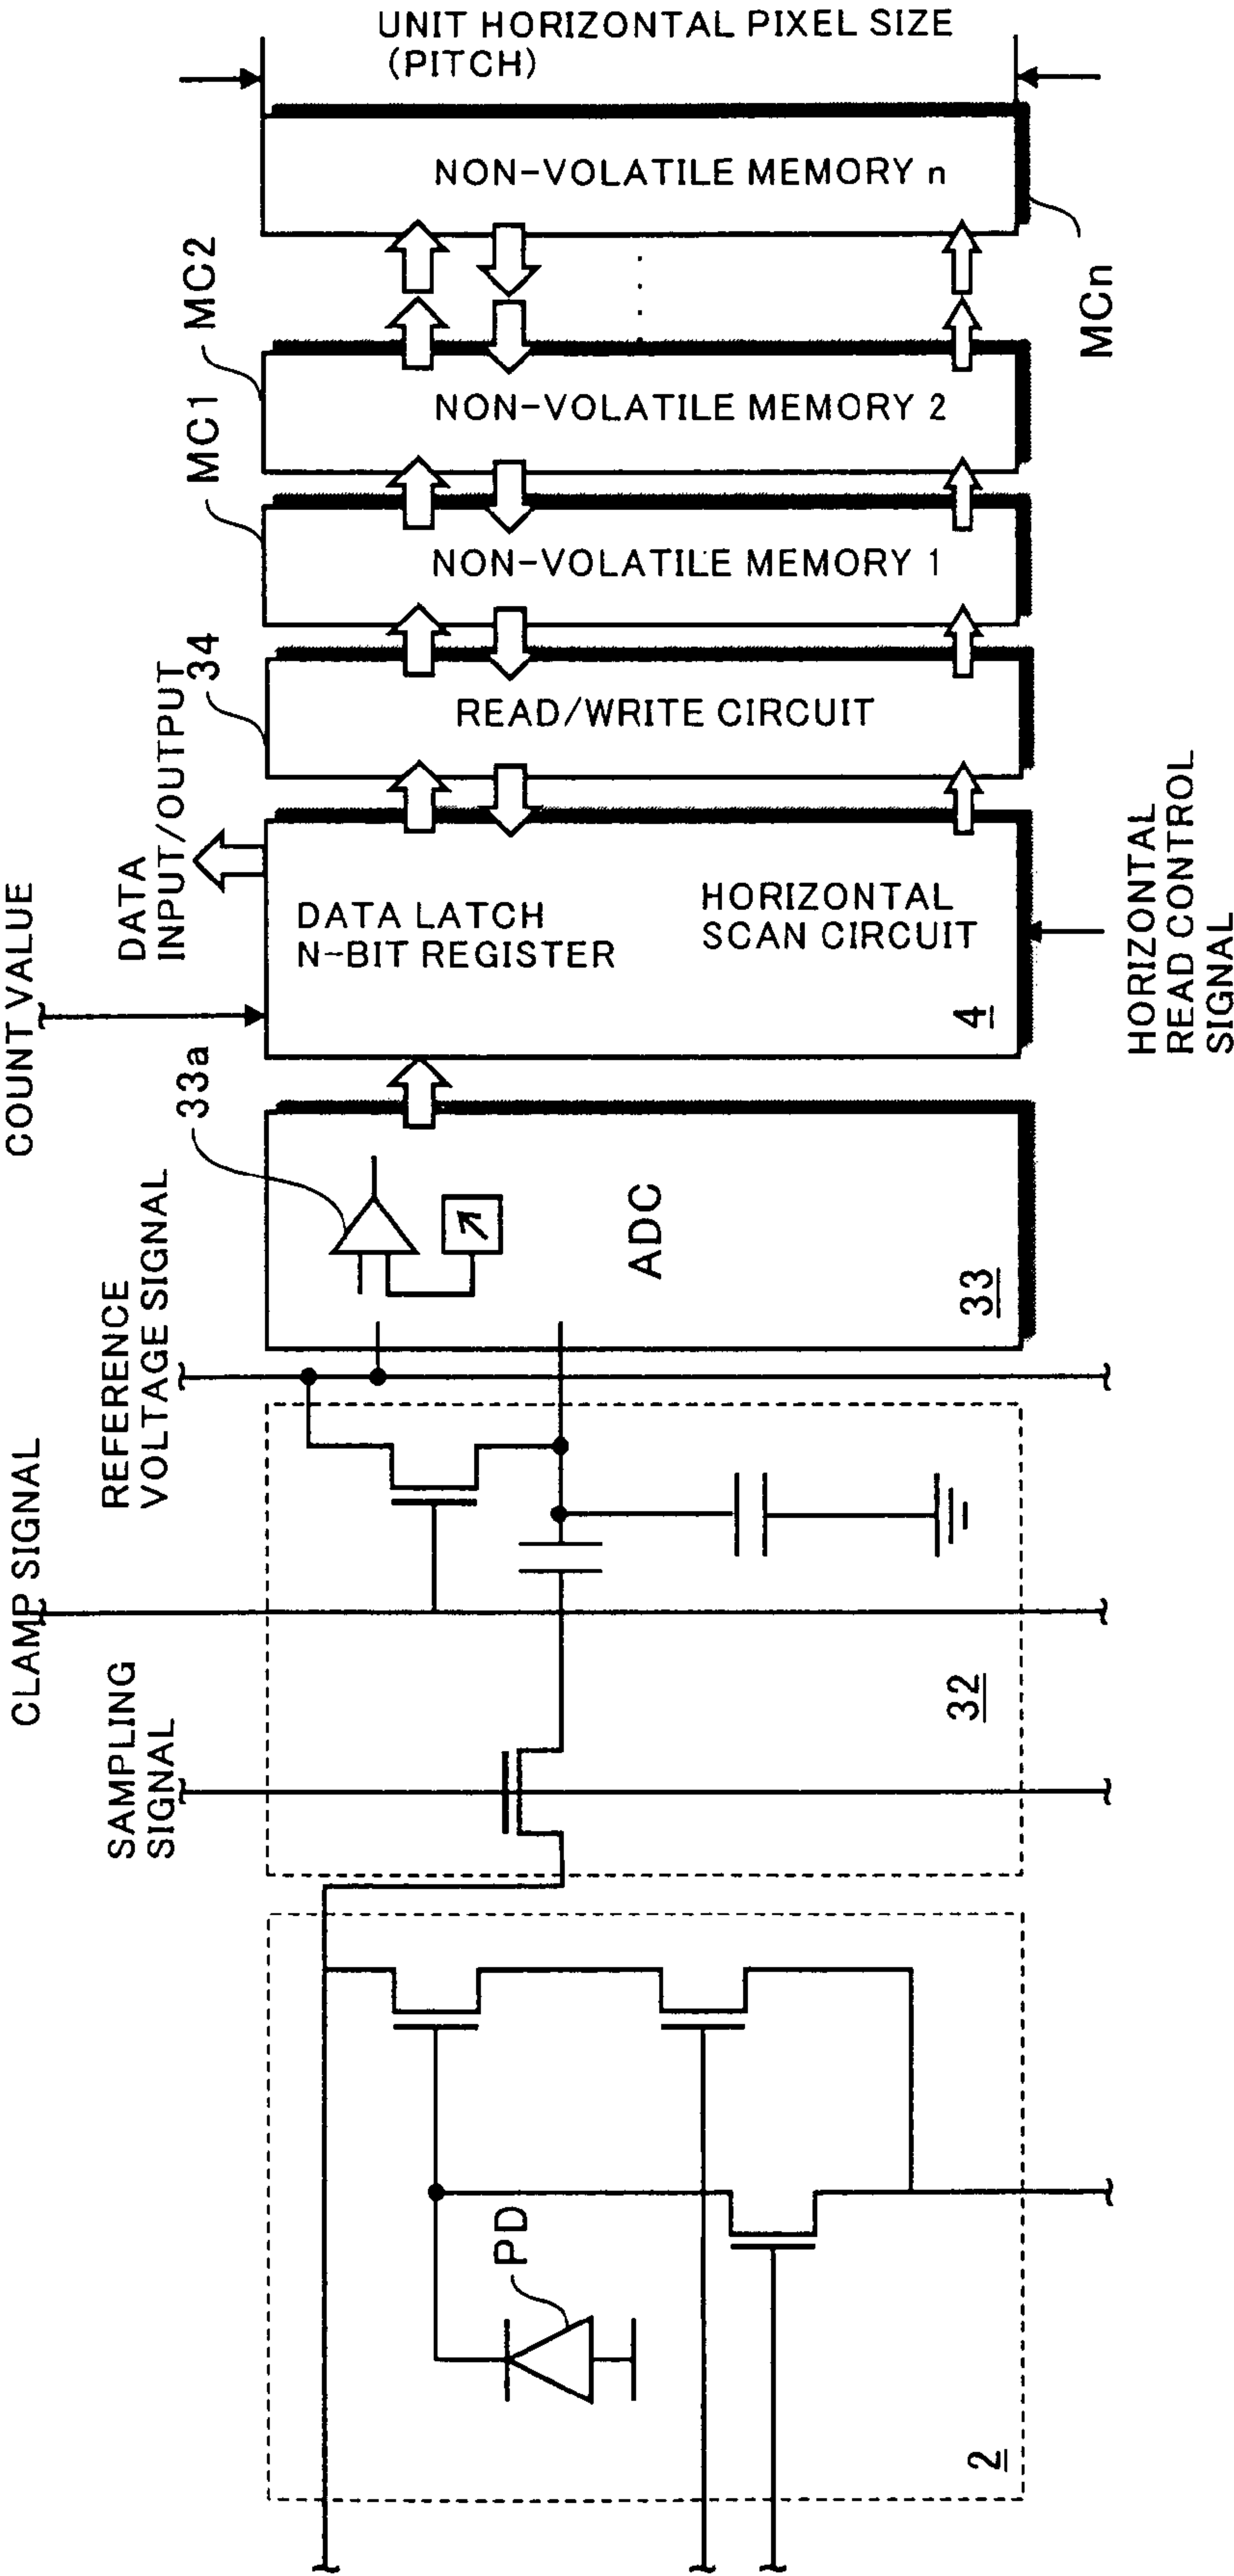 UNIT HORIZONTAL PIXEL SIZE
(PITCH)
NON-VOLATILE MEMORY n
MCn
MC2
NON-VOLATILE MEMORY 2
MC1
NON-VOLATILE MEMORY 1
34
READ/WRITE CIRCUIT
DATA
INPUT/OUTPUT
COUNT VALUE
DATA LATCH
N-BIT REGISTER
HORIZONTAL
SCAN CIRCUIT
4
HORIZONTAL
READ CONTROL
SIGNAL
33a
ADC
33
REFERENCE
VOLTAGE SIGNAL
CLAMP SIGNAL
SAMPLING
SIGNAL
32
PD
2